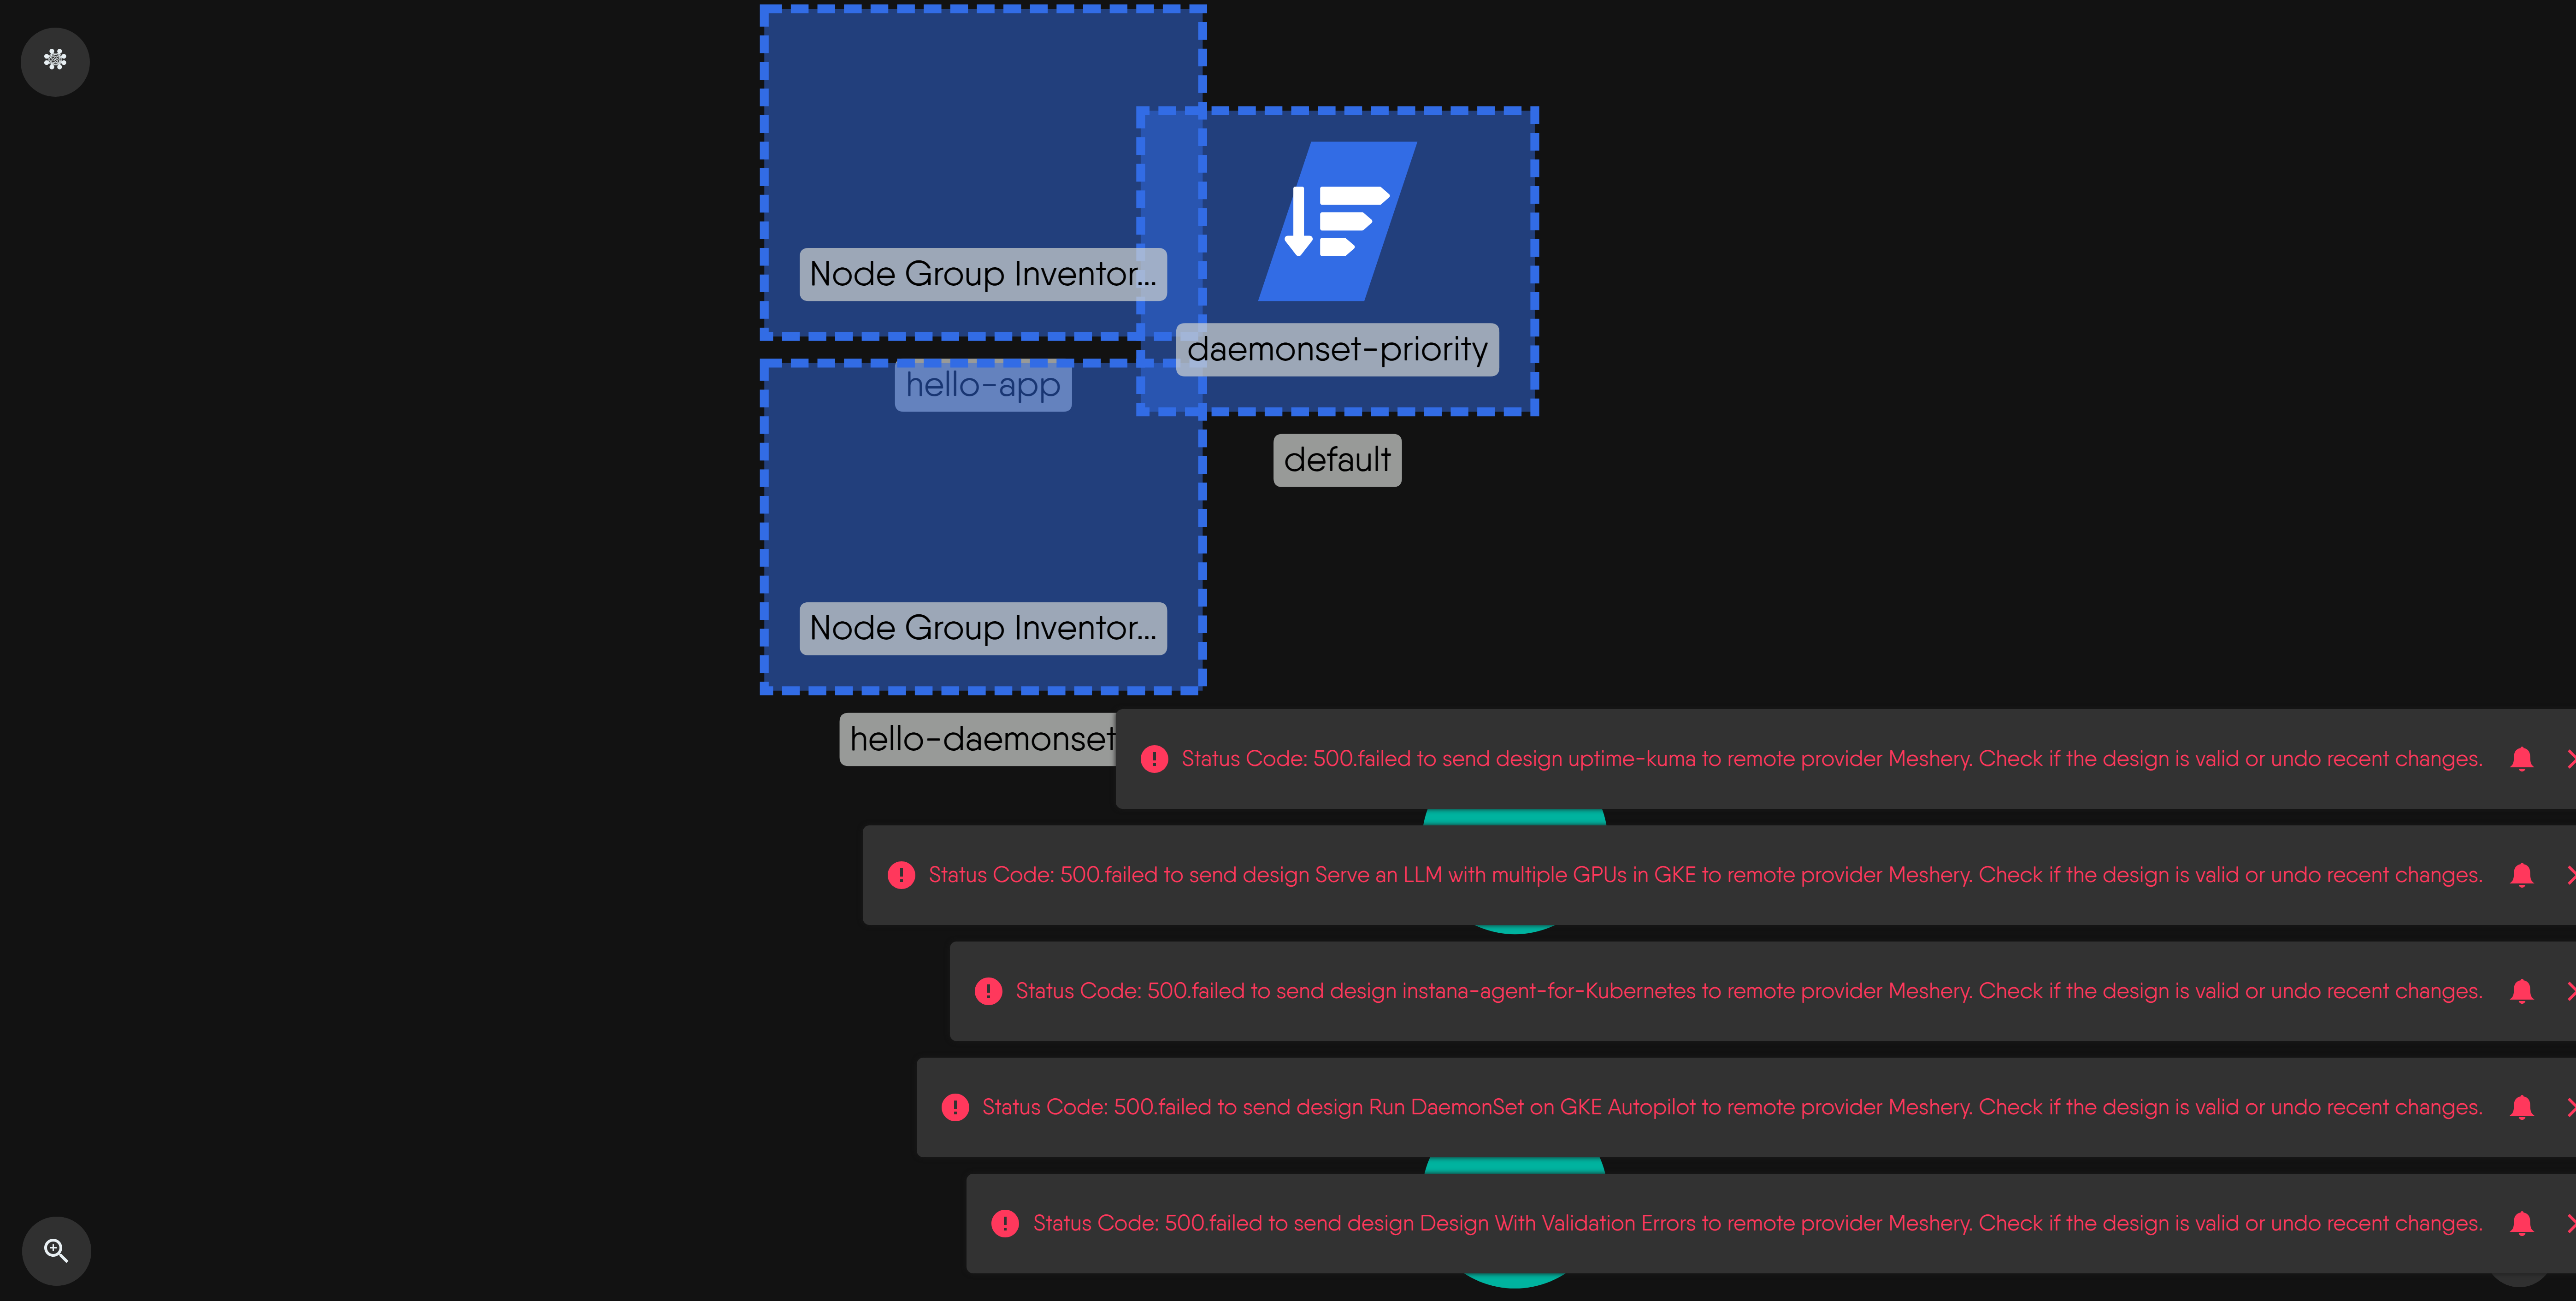 Node Group Inventor...
daemonset-priority
hello-app
default
Node Group Inventor...
hello-daemonset
Status Code: 500.failed to send design uptime-kuma to remote provider Meshery. Check if the design is valid or undo recent changes.
Status Code: 500.failed to send design Serve an LLM with multiple GPUs in GKE to remote provider Meshery. Check if the design is valid or undo recent changes.
Status Code: 500.failed to send design instana-agent-for-Kubernetes to remote provider Meshery. Check if the design is valid or undo recent changes.
Status Code: 500.failed to send design Run DaemonSet on GKE Autopilot to remote provider Meshery. Check if the design is valid or undo recent changes.
Status Code: 500.failed to send design Design With Validation Errors to remote provider Meshery. Check if the design is valid or undo recent changes.